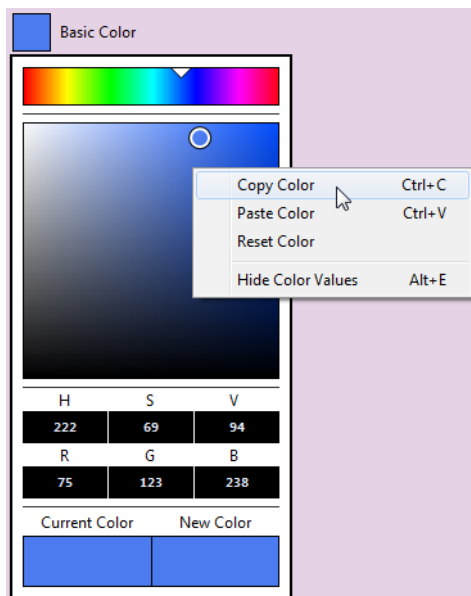 Basic Color
Copy Color Ctrl+C
Paste Color Ctrl+V
Reset Color
Hide Color Values Alt+E
H S V
222 69 94
R G B
75 123 238
Current Color New Color